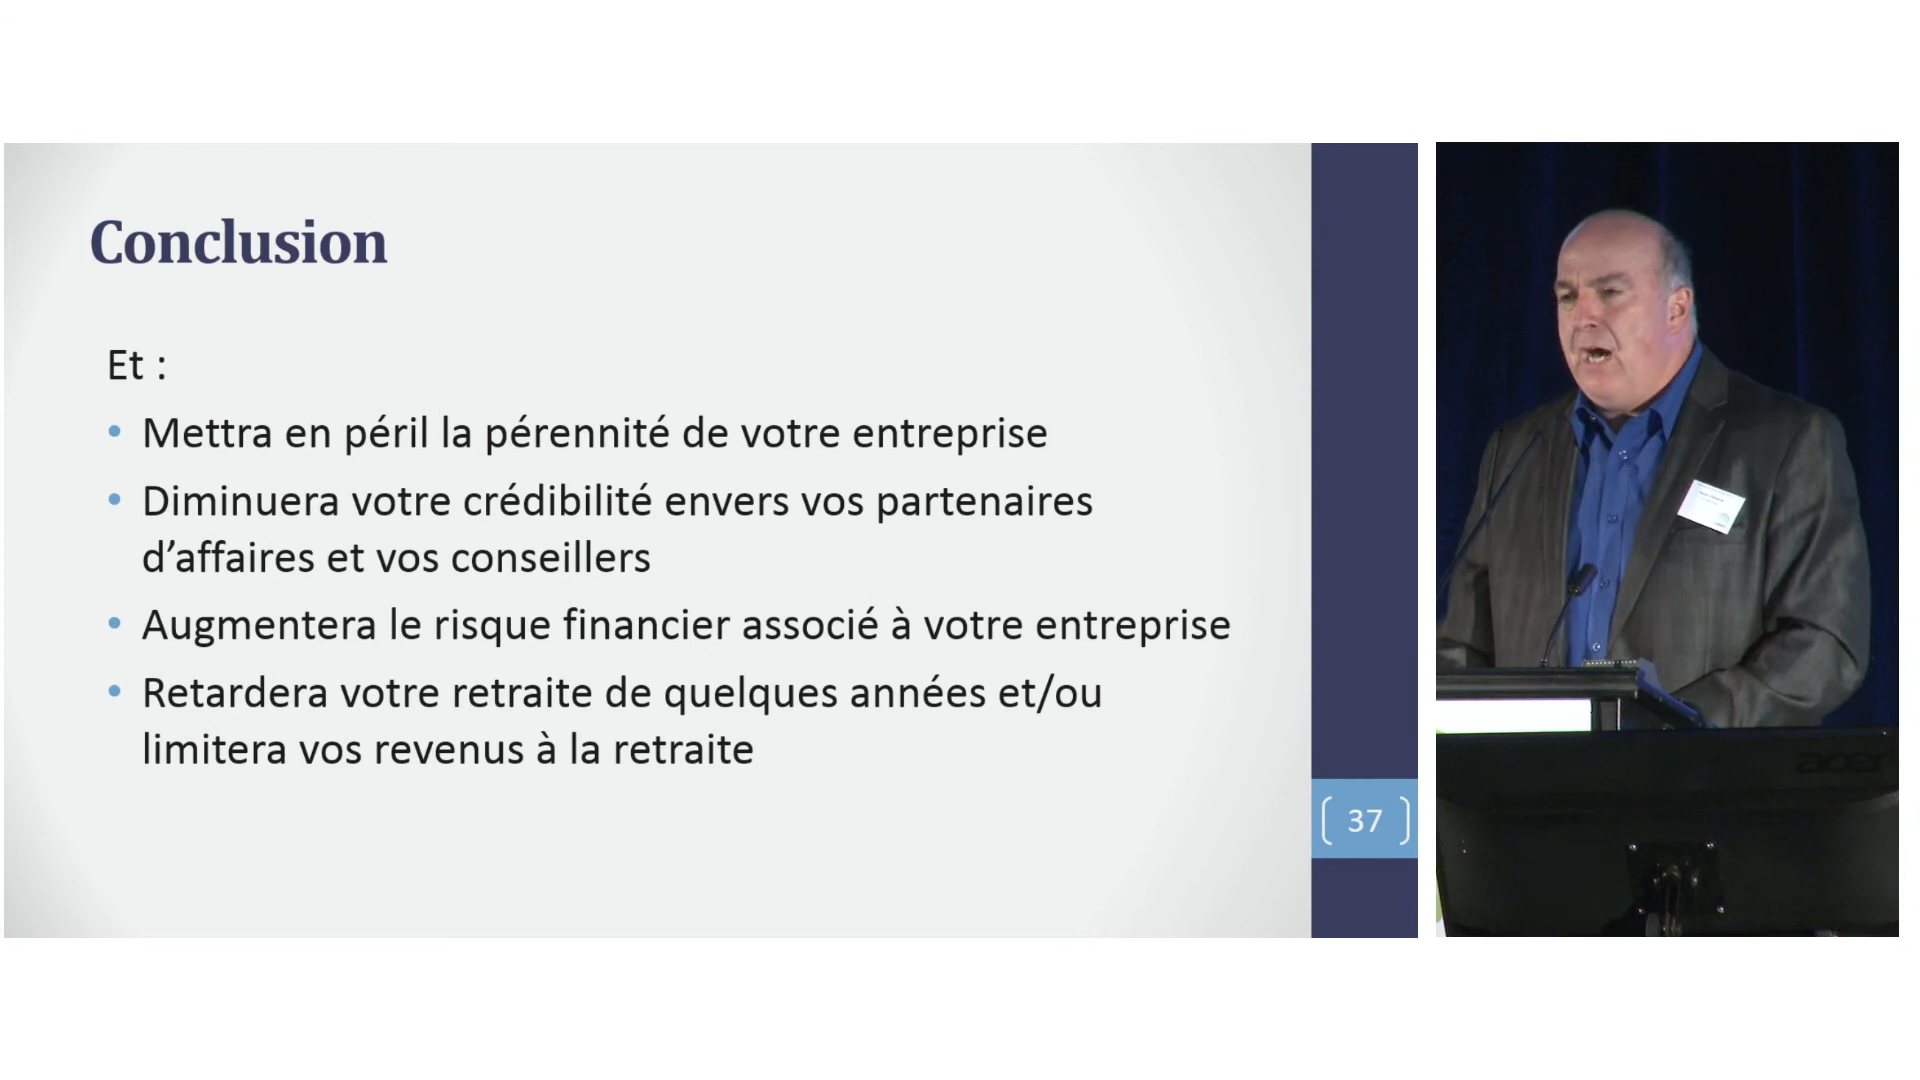 Conclusion
Et :
• Mettra en péril la pérennité de votre entreprise
• Diminuera votre crédibilité envers vos partenaires
d’affaires et vos conseillers
• Augmentera le risque financier associé à votre entreprise
• Retardera votre retraite de quelques années et/ou
limitera vos revenus à la retraite
37
acer